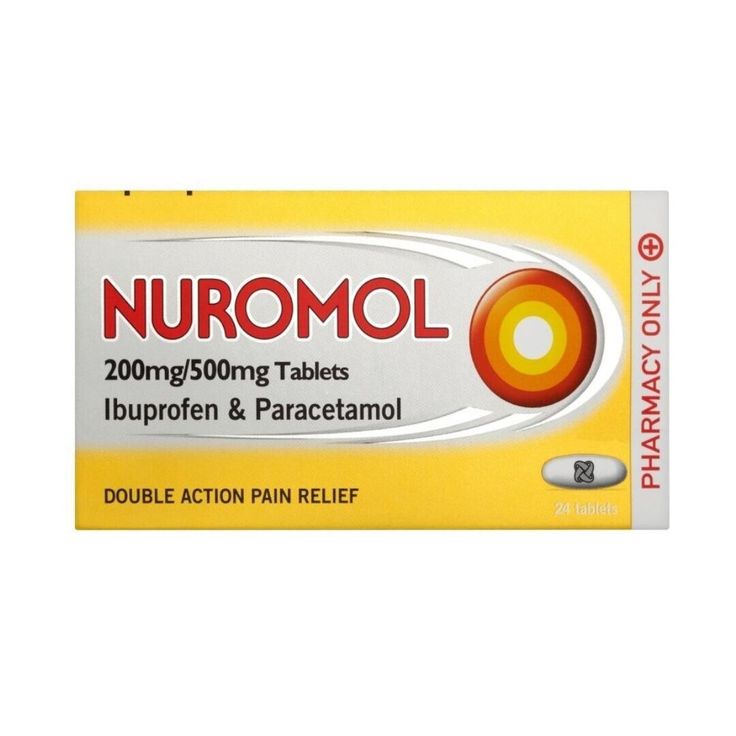 NUROMOL
200mg/500mg Tablets
Ibuprofen & Paracetamol
DOUBLE ACTION PAIN RELIEF
24 tablets
PHARMACY ONLY